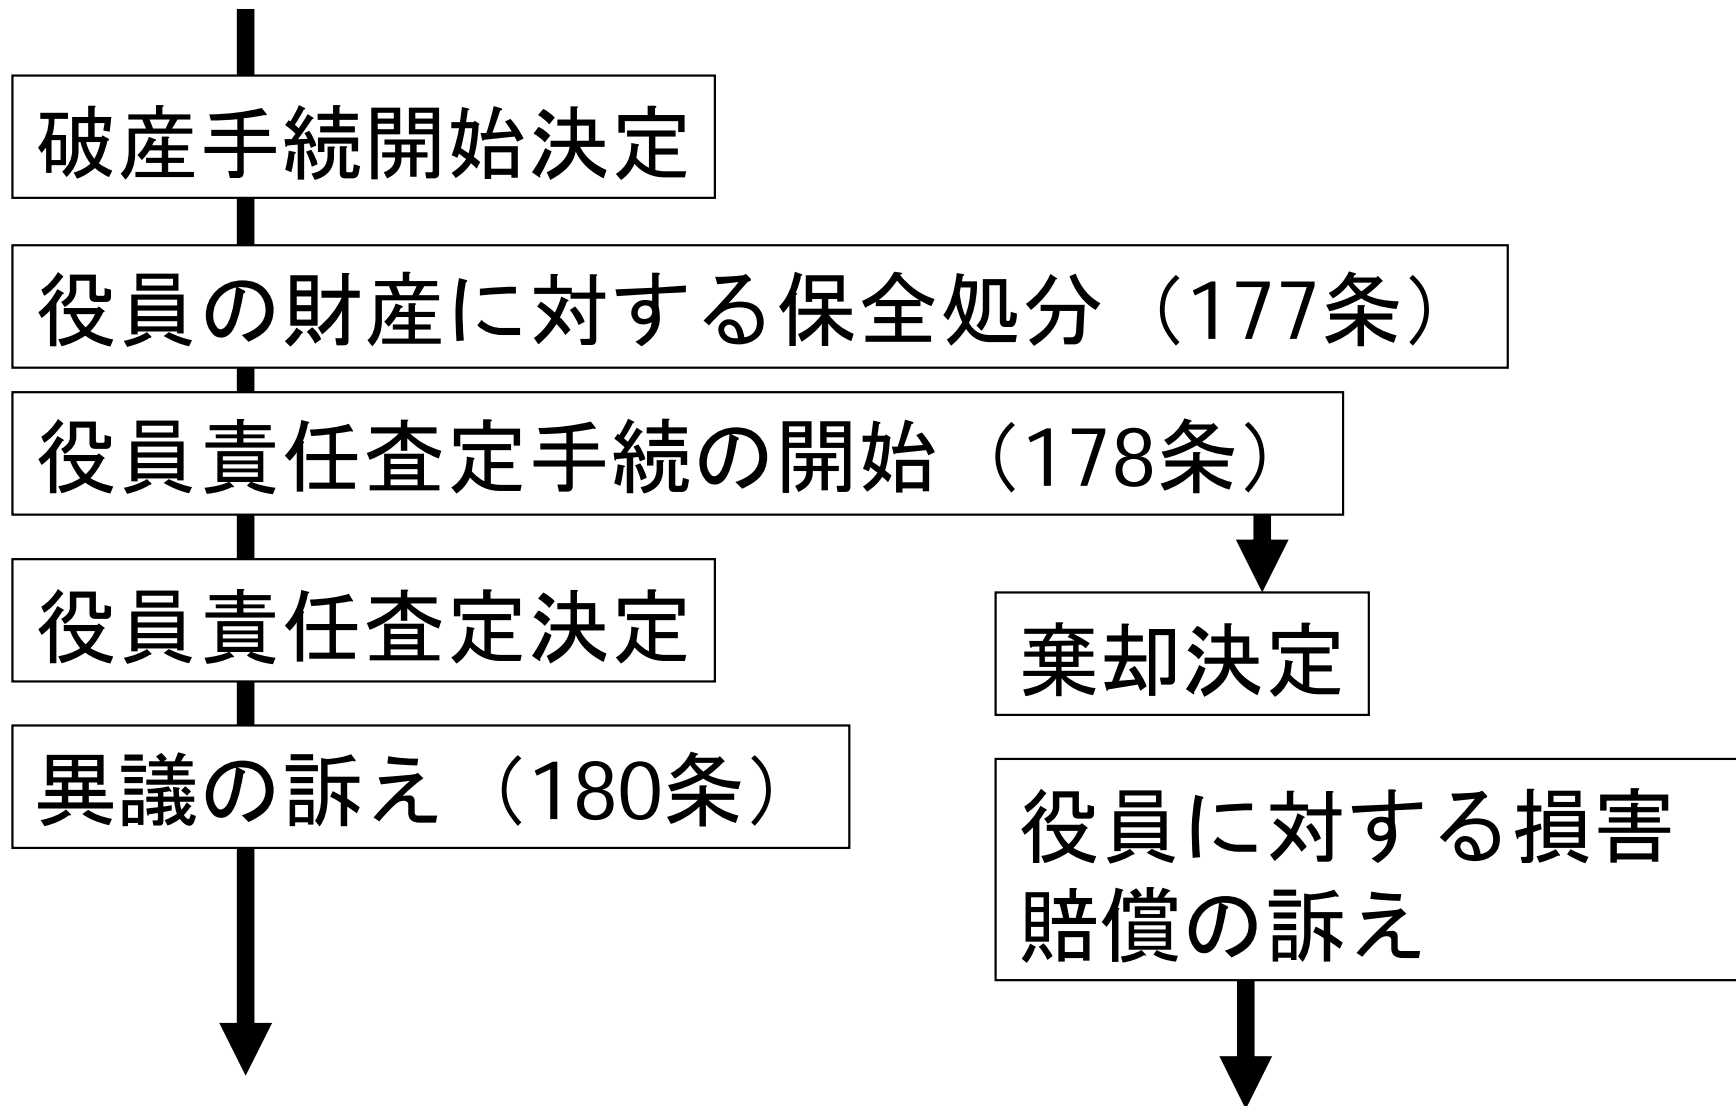 破産手続開始決定
役員の財産に対する保全処分（177条）
役員責任査定手続の開始（178条）
役員責任査定決定
棄却決定
異議の訴え（180条）
役員に対する損害
賠償の訴え